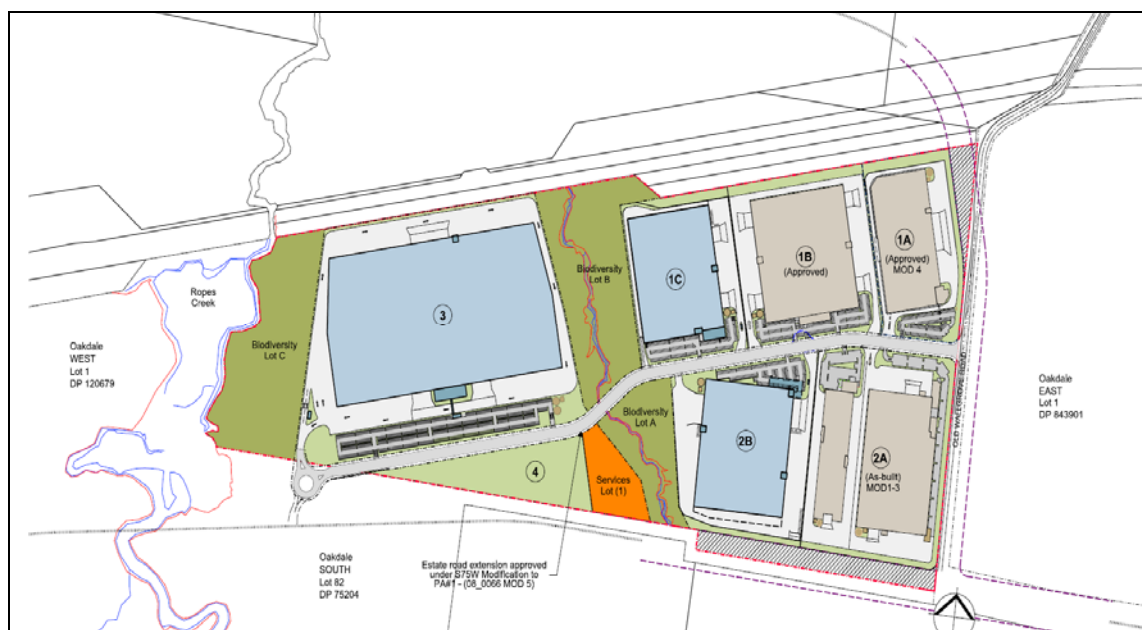 Ropes
Creek
Oakdale
WEST
Lot 1
DP 120679
Biodiversity
Lot C
3
Biodiversity
Lot B
1C
1B
(Approved)
1A
(Approved)
MOD 4
Biodiversity
Lot A
2B
2A
(As-built)
MOD1-3
OLD WALLGROVE ROAD
Oakdale
EAST
Lot 1
DP 843901
4
Services
Lot (1)
Oakdale
SOUTH
Lot 82
DP 75204
Estate road extension approved
under S75W Modification to
PA#1 - (08_0066 MOD 5)